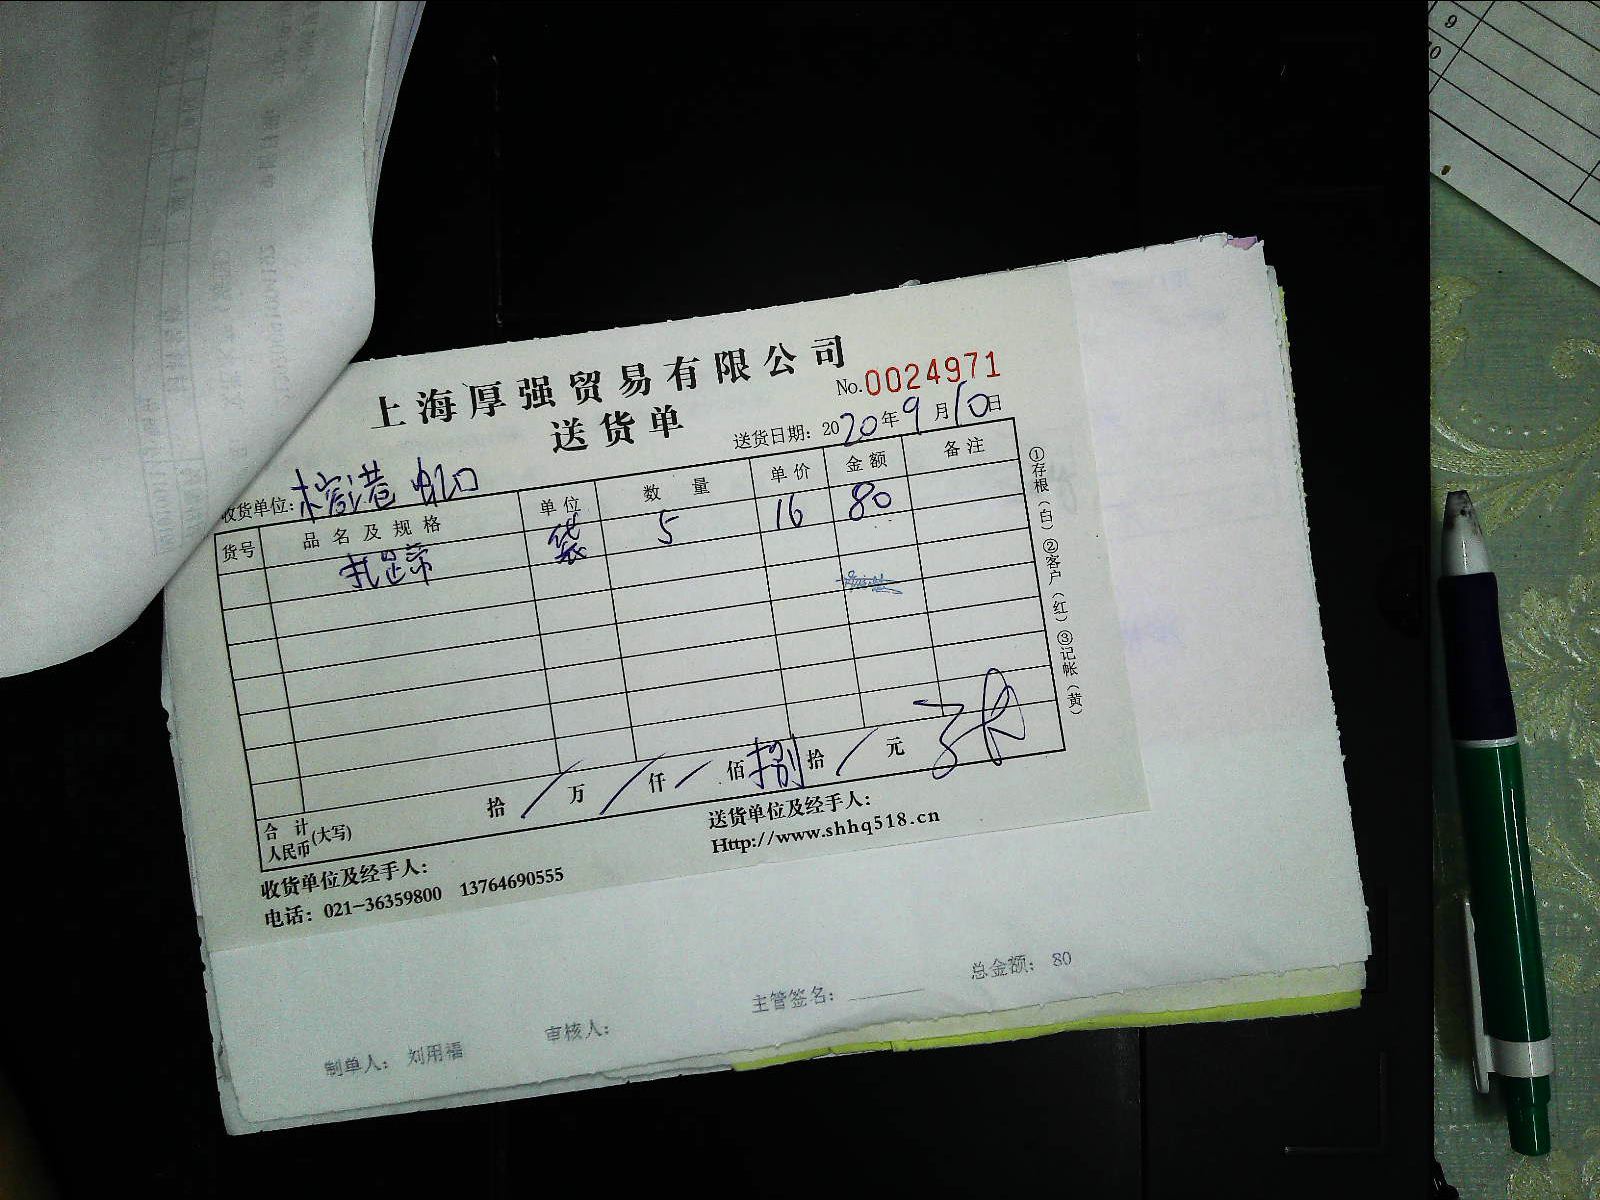 上海厚强贸易有限公司
送货单
No.0024971
送货日期: 2020年9月10日
收货单位:
货号 品名及规格 单位 数量 单价 金额 备注
扎蹄 袋 5 16 80
合计人民币(大写) 拾/万/仟/佰捌拾/元
①存根(白)②客户(红)③记帐(黄)
收货单位及经手人:
送货单位及经手人:
电话: 021-36359800 13764690555
Http://www.shhq518.cn
制单人: 刘用福 审核人: 主管签名: 总金额: 80
9
10